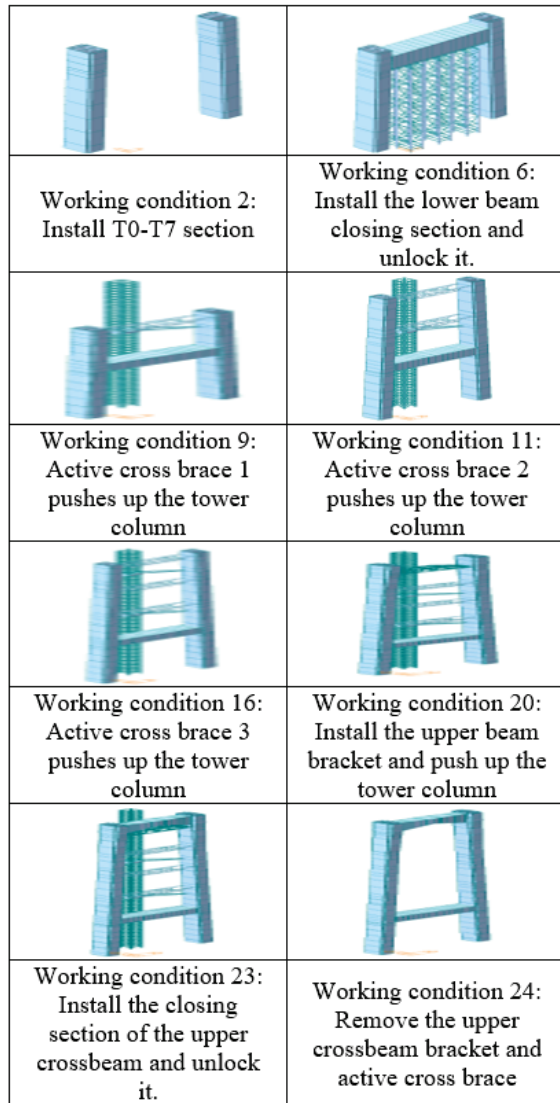 Working condition 2:
Install T0-T7 section
Working condition 6:
Install the lower beam
closing section and
unlock it.
Working condition 9:
Active cross brace 1
pushes up the tower
column
Working condition 11:
Active cross brace 2
pushes up the tower
column
Working condition 16:
Active cross brace 3
pushes up the tower
column
Working condition 20:
Install the upper beam
bracket and push up the
tower column
Working condition 23:
Install the closing
section of the upper
crossbeam and unlock
it.
Working condition 24:
Remove the upper
crossbeam bracket and
active cross brace